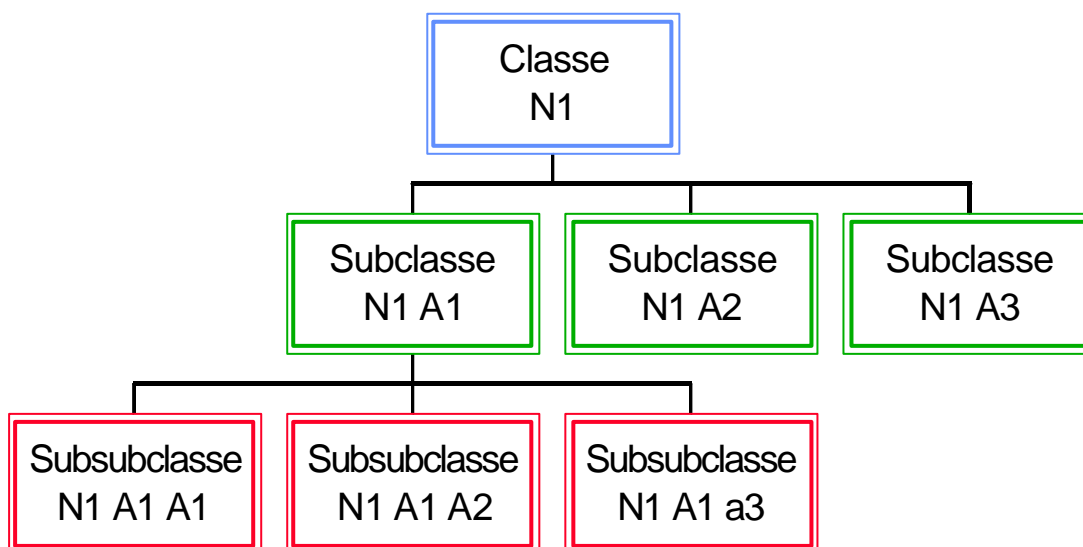 Classe
N1
Subclasse
N1 A1
Subclasse
N1 A2
Subclasse
N1 A3
Subsubclasse
N1 A1 A1
Subsubclasse
N1 A1 A2
Subsubclasse
N1 A1 a3